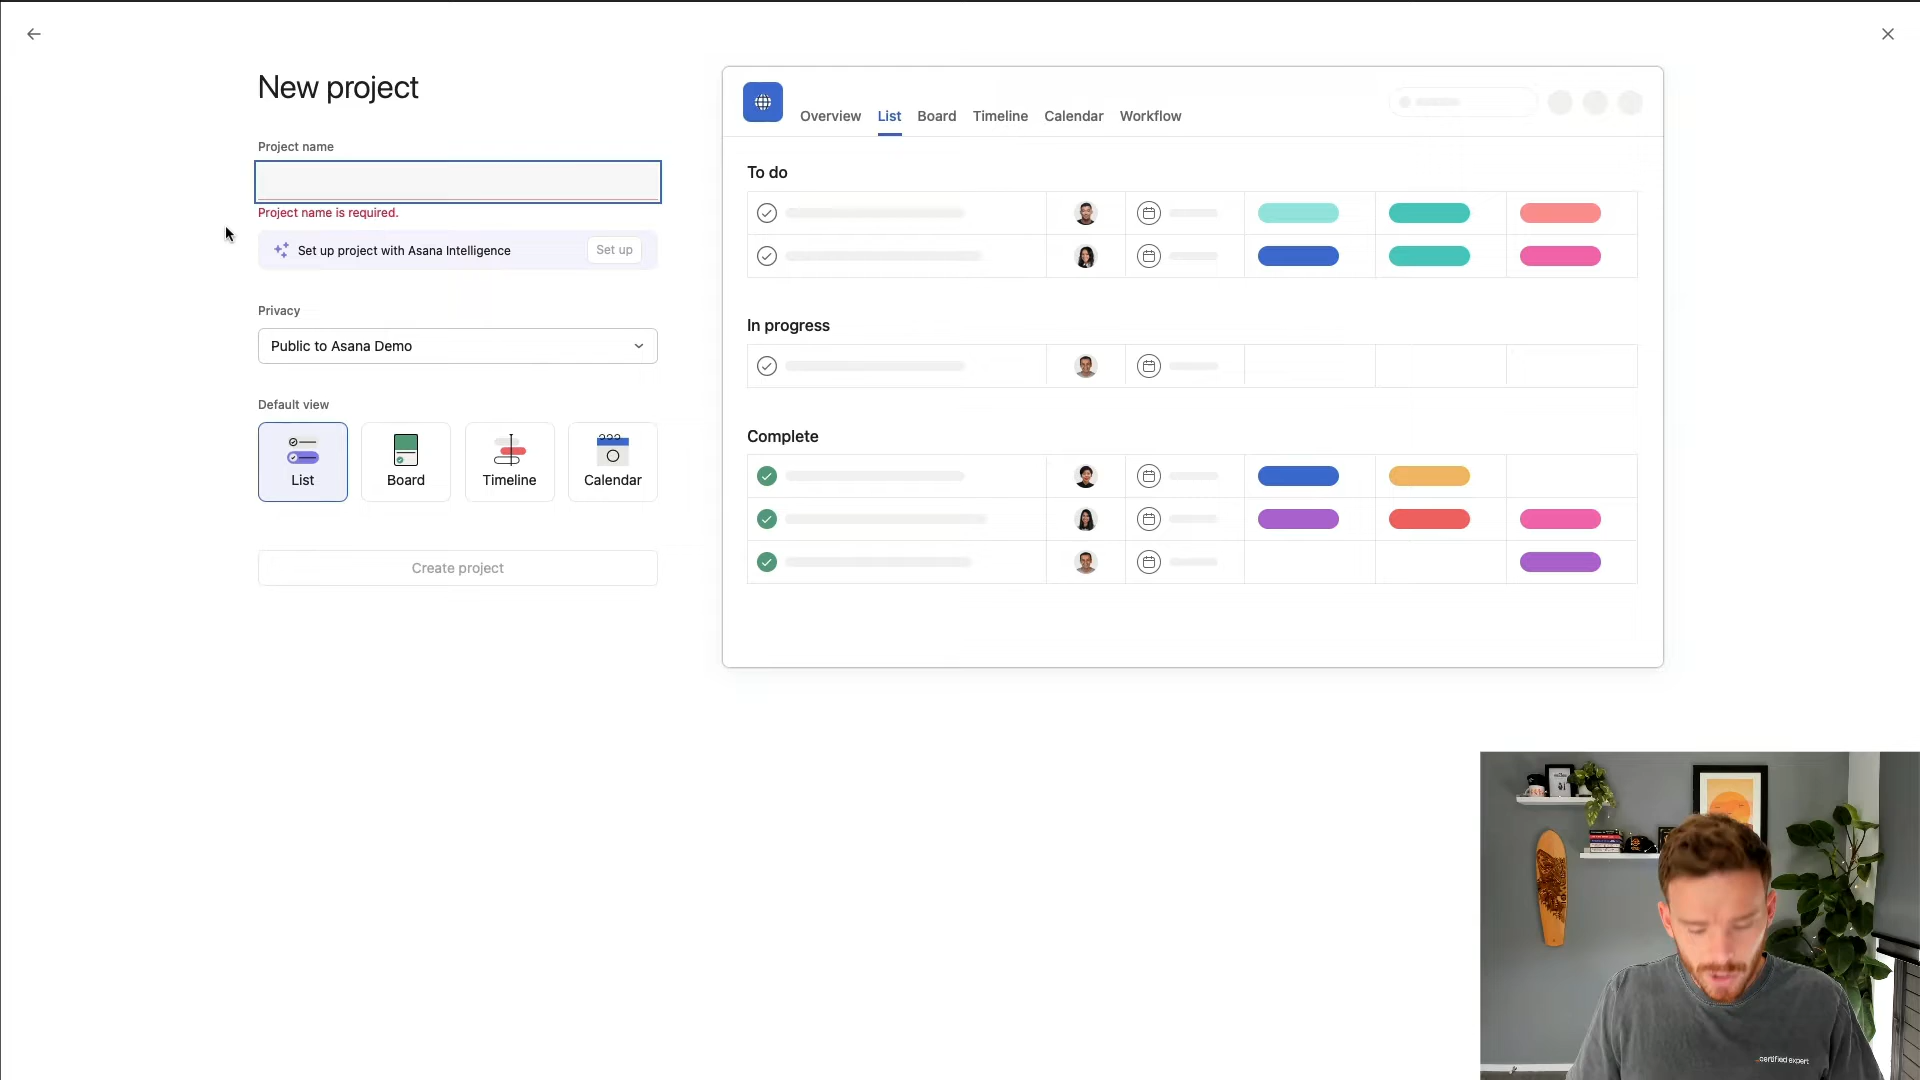 New project
Project name
Project name is required.
Set up project with Asana Intelligence
Set up
Privacy
Public to Asana Demo
Default view
List
Board
Timeline
Calendar
Create project
Overview
List
Board
Timeline
Calendar
Workflow
To do
In progress
Complete
certified expert